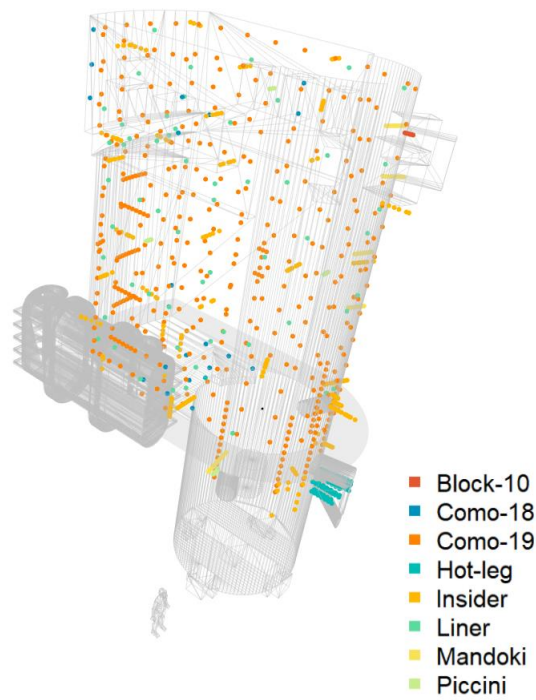 Block-10
Como-18
Como-19
Hot-leg
Insider
Liner
Mandoki
Piccini